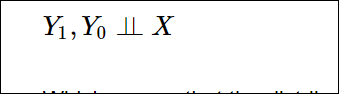 Y₁, Y₀ ⫫ X